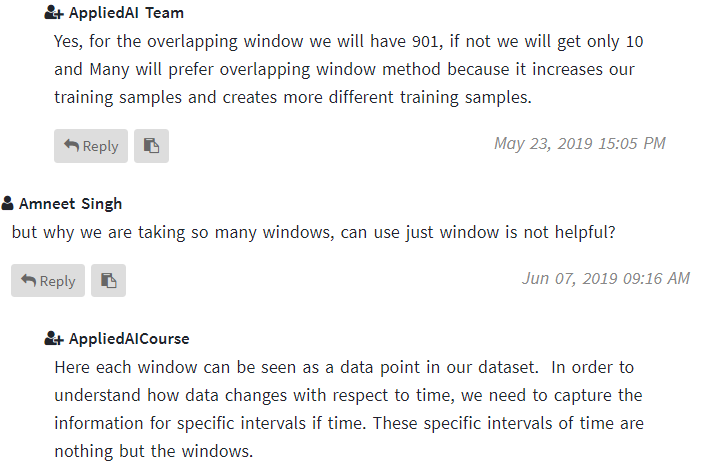 AppliedAI Team
Yes, for the overlapping window we will have 901, if not we will get only 10
and Many will prefer overlapping window method because it increases our
training samples and creates more different training samples.
Reply
May 23, 2019 15:05 PM
Amneet Singh
but why we are taking so many windows, can use just window is not helpful?
Reply
Jun 07, 2019 09:16 AM
AppliedAICourse
Here each window can be seen as a data point in our dataset. In order to
understand how data changes with respect to time, we need to capture the
information for specific intervals if time. These specific intervals of time are
nothing but the windows.